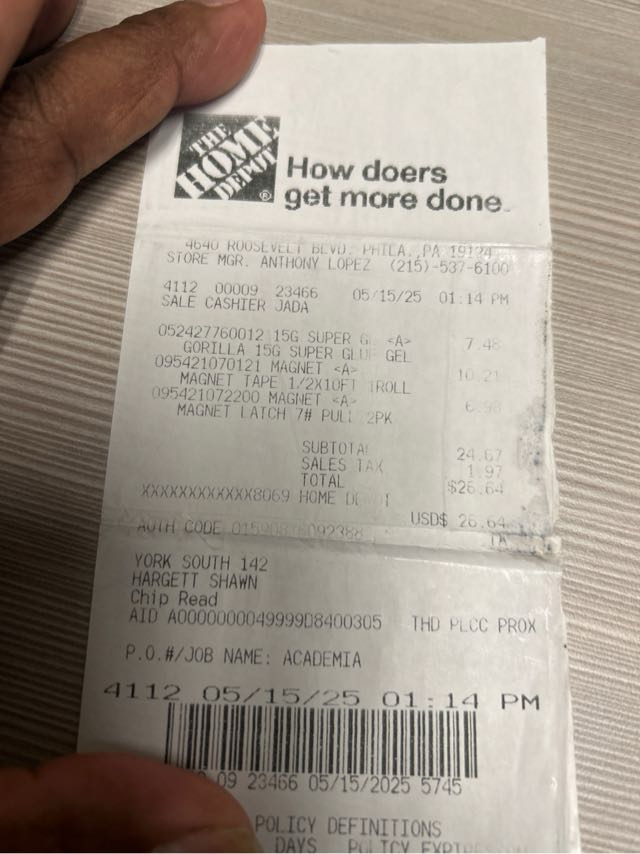 THE
HOME
DEPOT
®
How doers
get more done.
4640 ROOSEVELT BLVD. PHILA., PA 19124
STORE MGR. ANTHONY LOPEZ (215)-537-6100
4112 00009 23466 05/15/25 01:14 PM
SALE CASHIER JADA
052427760012 15G SUPER <A> 7.48
GORILLA 15G SUPER GLUE GEL
095421070121 MAGNET <A> 10.21
MAGNET TAPE 1/2X10FT 1ROLL
095421072200 MAGNET <A> 6.98
MAGNET LATCH 7# PULL 2PK
SUBTOTAL 24.67
SALES TAX 1.97
TOTAL $26.64
XXXXXXXXXXXX8069 HOME DEPOT
USD$ 26.64
AUTH CODE
TA
YORK SOUTH 142
HARGETT SHAWN
Chip Read
AID A0000000049999D8400305 THD PLCC PROX
P.O.#/JOB NAME: ACADEMIA
4112 05/15/25 01:14 PM
09 23466 05/15/2025 5745
POLICY DEFINITIONS
DAYS POLICY EXPIRES